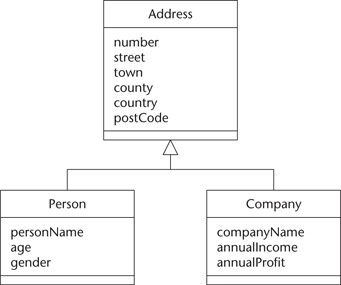 Address
number
street
town
county
country
postCode
Person
personName
age
gender
Company
companyName
annualIncome
annualProfit